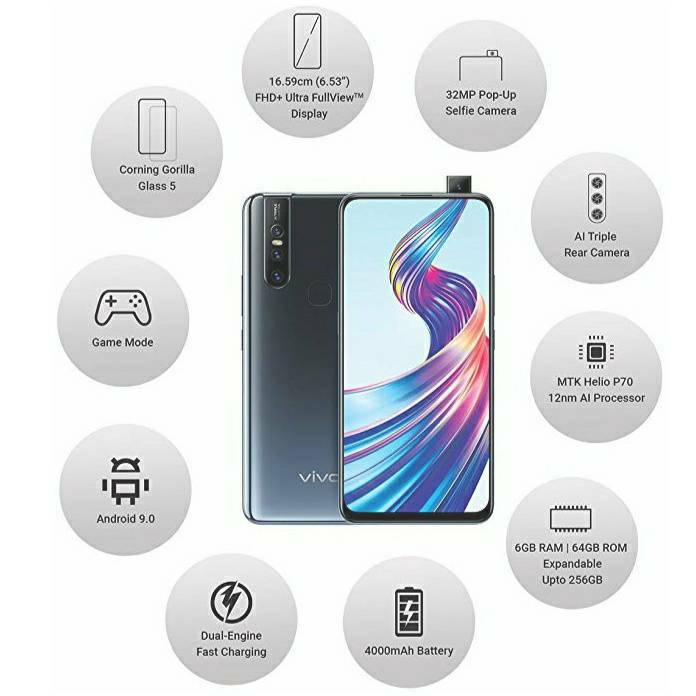 16.59cm (6.53")
FHD+ Ultra FullView™
Display
32MP Pop-Up
Selfie Camera
Corning Gorilla
Glass 5
AI Triple
Rear Camera
Game Mode
MTK Helio P70
12nm AI Processor
vivo
Android 9.0
6GB RAM | 64GB ROM
Expandable
Upto 256GB
Dual-Engine
Fast Charging
4000mAh Battery